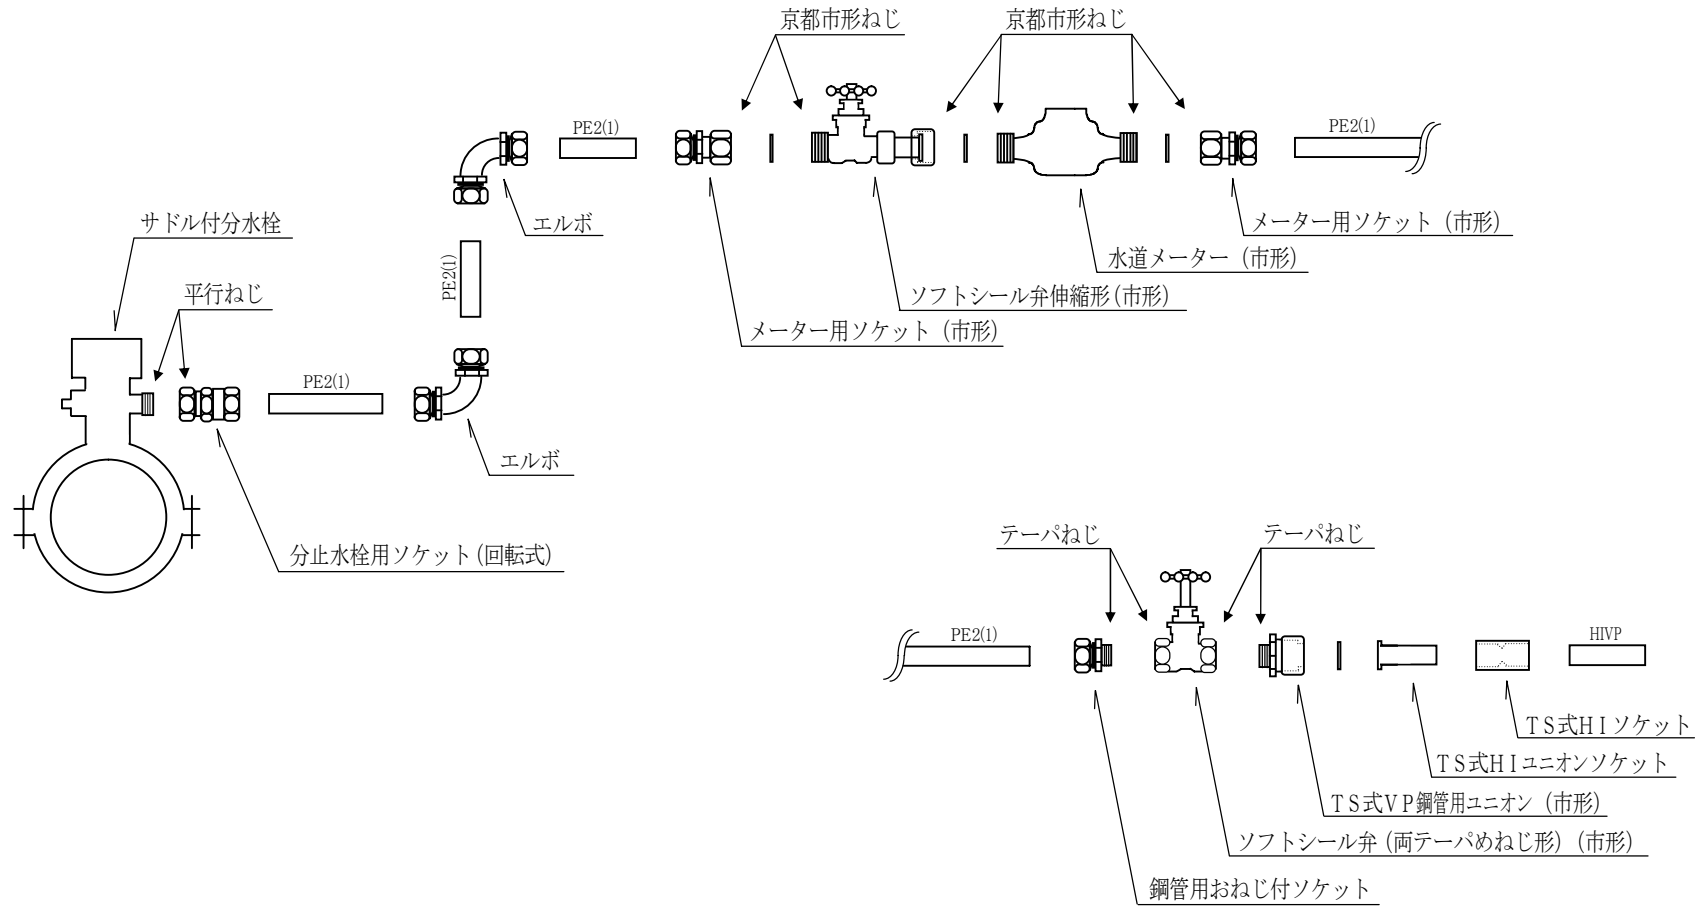 京都市形ねじ
京都市形ねじ
PE2(1)
PE2(1)
エルボ
メーター用ソケット (市形)
サドル付分水栓
水道メーター (市形)
PE2(1)
平行ねじ
ソフトシール弁伸縮形(市形)
メーター用ソケット (市形)
PE2(1)
エルボ
分止水栓用ソケット(回転式)
テーパねじ
テーパねじ
PE2(1)
HIVP
TS式HIソケット
TS式HIユニオンソケット
TS式VP鋼管用ユニオン (市形)
ソフトシール弁(両テーパめねじ形) (市形)
鋼管用おねじ付ソケット